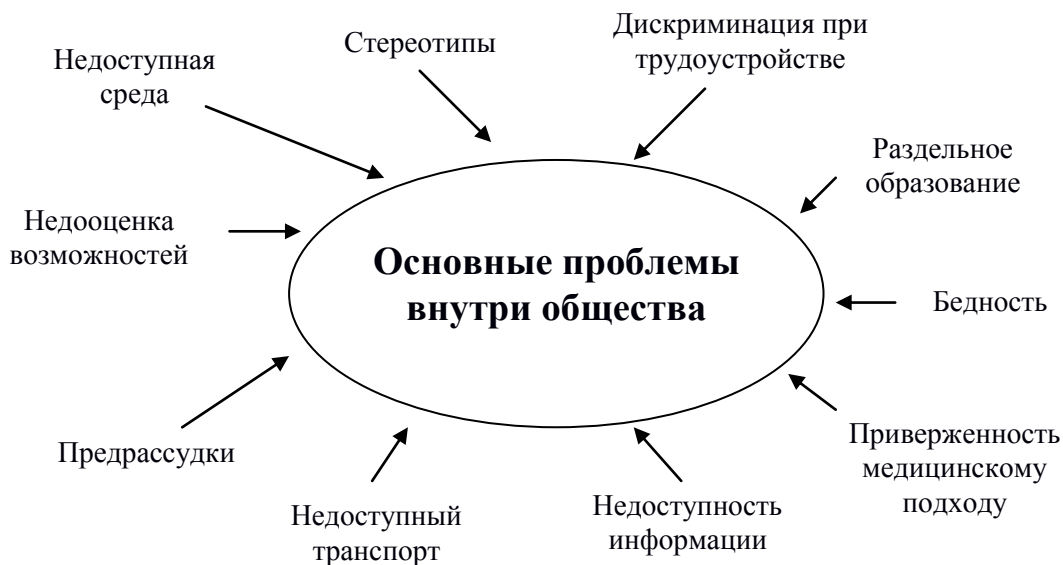 Стереотипы
Дискриминация при
трудоустройстве
Недоступная
среда
Раздельное
образование
Недооценка
возможностей
Основные проблемы
внутри общества
Бедность
Предрассудки
Приверженность
медицинскому
подходу
Недоступный
транспорт
Недоступность
информации